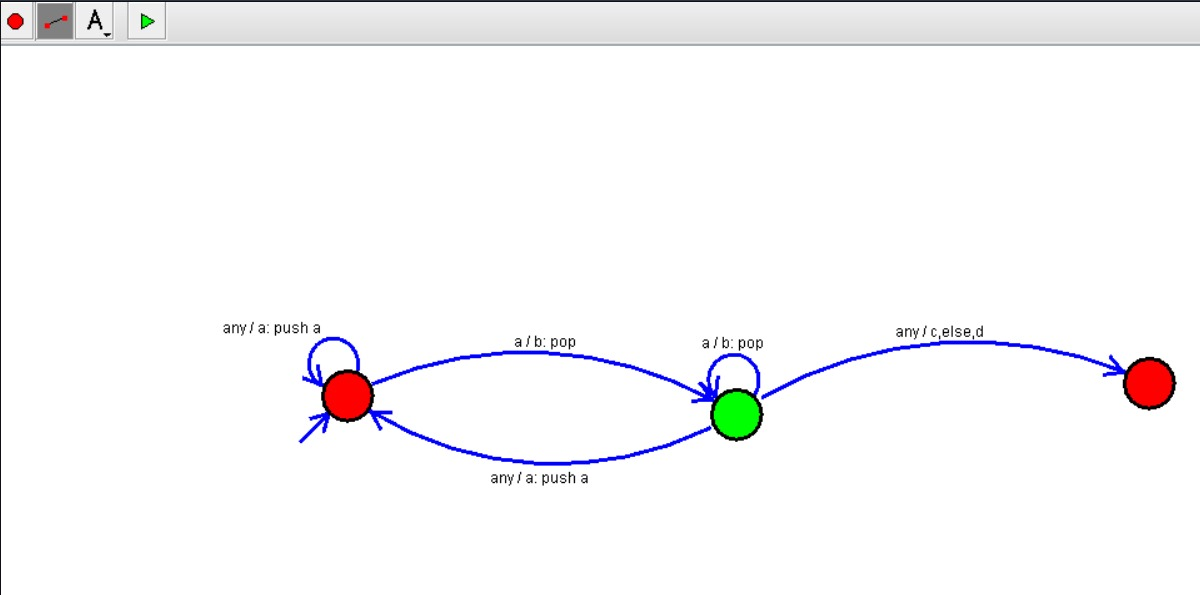 A
any / a: push a
a / b: pop
a / b: pop
any / c,else,d
any / a: push a